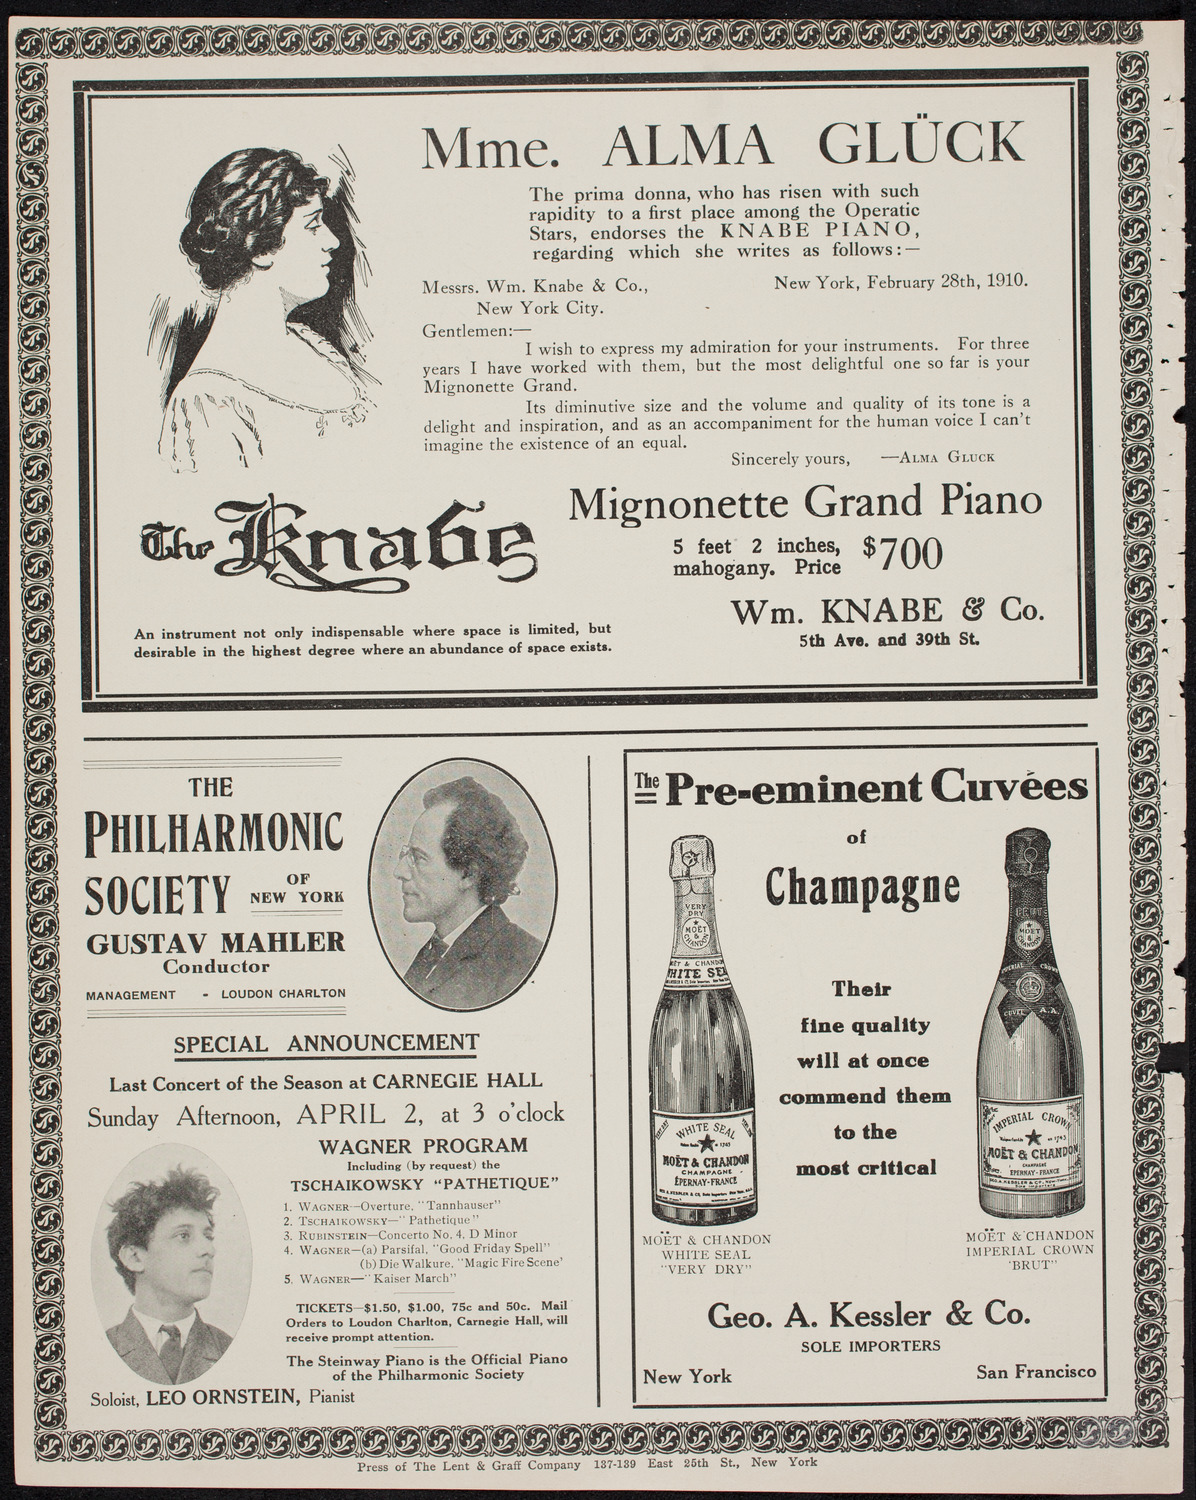 Mme. ALMA GLÜCK
The prima donna, who has risen with such
rapidity to a first place among the Operatic
Stars, endorses the KNABE PIANO,
regarding which she writes as follows:—
Messrs. Wm. Knabe & Co., New York, February 28th, 1910.
New York City.
Gentlemen:—
I wish to express my admiration for your instruments. For three
years I have worked with them, but the most delightful one so far is your
Mignonette Grand.
Its diminutive size and the volume and quality of its tone is a
delight and inspiration, and as an accompaniment for the human voice I can't
imagine the existence of an equal.
Sincerely yours, —ALMA GLUCK
The Knabe
Mignonette Grand Piano
5 feet 2 inches,
mahogany. Price $700
Wm. KNABE & Co.
5th Ave. and 39th St.
An instrument not only indispensable where space is limited, but
desirable in the highest degree where an abundance of space exists.
THE
PHILHARMONIC
SOCIETY OF
NEW YORK
GUSTAV MAHLER
Conductor
MANAGEMENT - LOUDON CHARLTON
SPECIAL ANNOUNCEMENT
Last Concert of the Season at CARNEGIE HALL
Sunday Afternoon, APRIL 2, at 3 o'clock
WAGNER PROGRAM
Including (by request) the
TSCHAIKOWSKY "PATHETIQUE"
1. WAGNER—Overture, "Tannhauser"
2. TSCHAIKOWSKY—"Pathetique"
3. RUBINSTEIN—Concerto No. 4, D Minor
4. WAGNER—(a) Parsifal, "Good Friday Spell"
(b) Die Walkure, "Magic Fire Scene'
5. WAGNER—"Kaiser March"
TICKETS—$1.50, $1.00, 75c and 50c. Mail
Orders to Loudon Charlton, Carnegie Hall, will
receive prompt attention.
The Steinway Piano is the Official Piano
of the Philharmonic Society
Soloist, LEO ORNSTEIN, Pianist
The Pre-eminent Cuvées
of
Champagne
Their
fine quality
will at once
commend them
to the
most critical
VERY
DRY
MOËT
&
CHANDON
WHITE SEAL
MOËT & CHANDON
CHAMPAGNE
ÉPERNAY-FRANCE
BRUT
MOËT
&
CHANDON
CUVÉE A.A.
IMPERIAL CROWN
MOËT & CHANDON
CHAMPAGNE
ÉPERNAY-FRANCE
MOËT & CHANDON
WHITE SEAL
"VERY DRY"
MOËT & CHANDON
IMPERIAL CROWN
'BRUT"
Geo. A. Kessler & Co.
SOLE IMPORTERS
New York San Francisco
Press of The Lent & Graff Company 137-139 East 25th St., New York